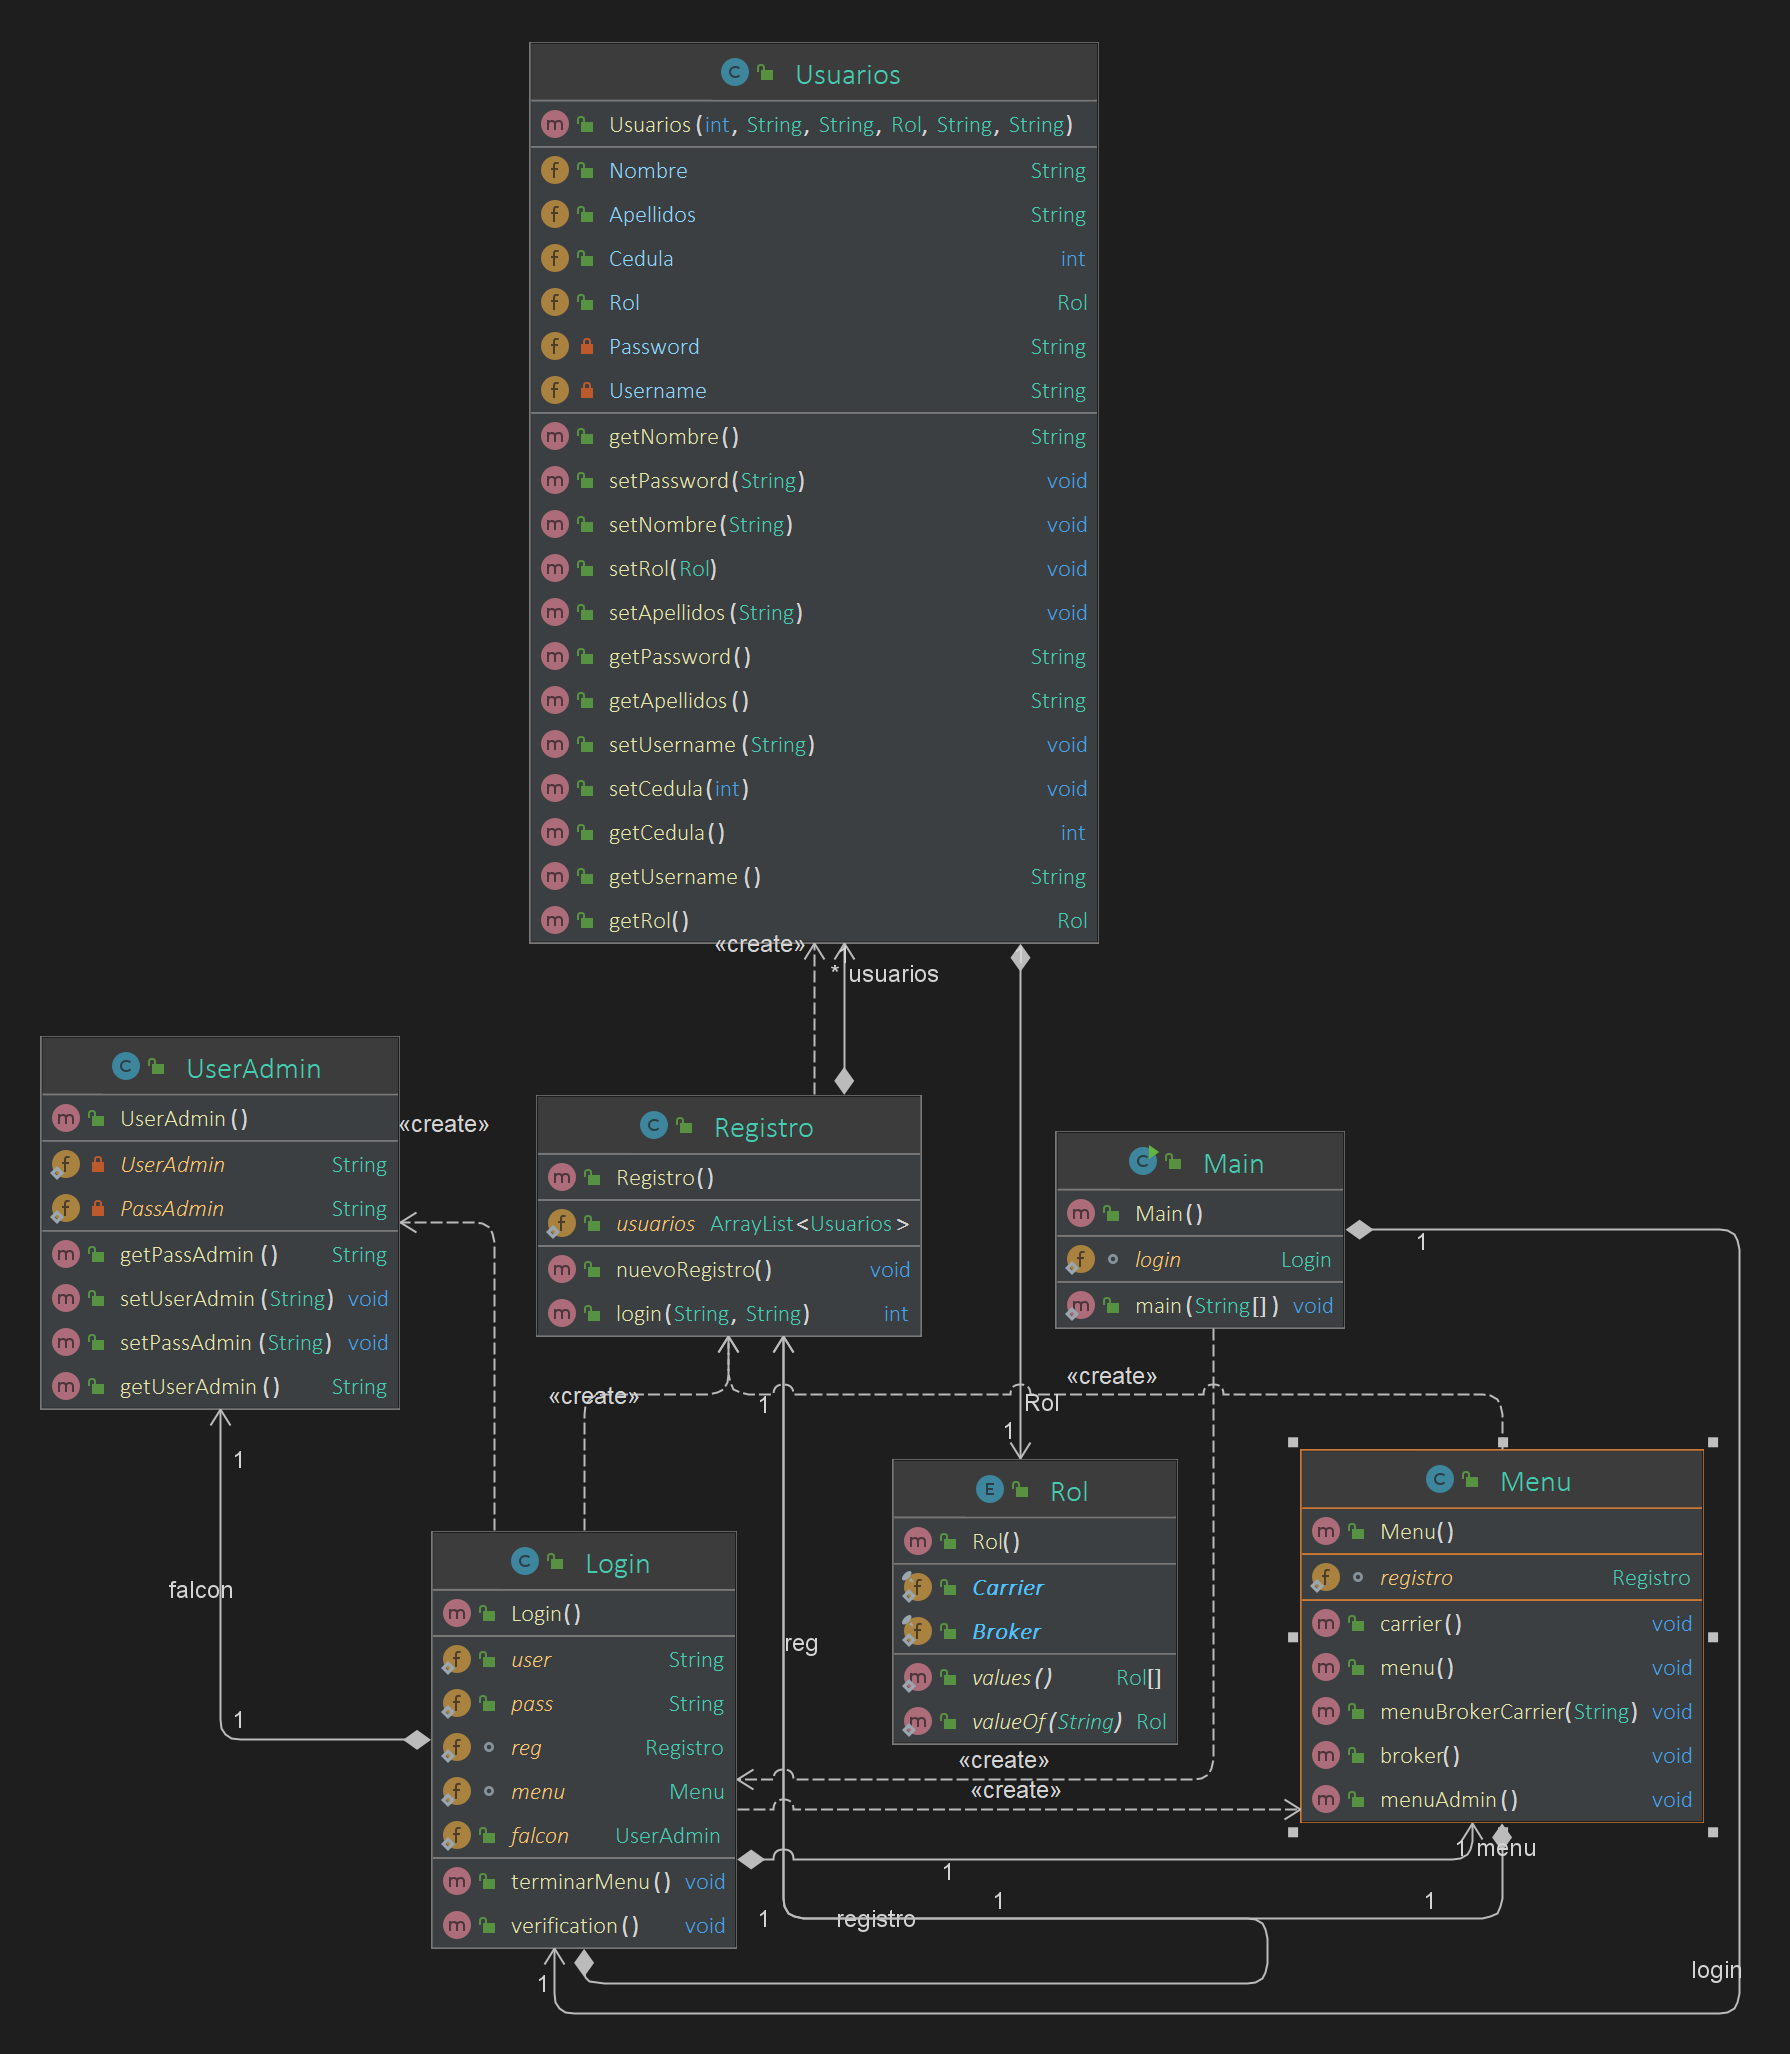 Usuarios
Usuarios(int, String, String, Rol, String, String)
Nombre String
Apellidos String
Cedula int
Rol Rol
Password String
Username String
getNombre() String
setPassword(String) void
setNombre(String) void
setRol(Rol) void
setApellidos(String) void
getPassword() String
getApellidos() String
setUsername(String) void
setCedula(int) void
getCedula() int
getUsername() String
getRol() Rol
«create»
* usuarios
UserAdmin
UserAdmin()
UserAdmin String
PassAdmin String
getPassAdmin() String
setUserAdmin(String) void
setPassAdmin(String) void
getUserAdmin() String
«create»
Registro
Registro()
usuarios ArrayList<Usuarios>
nuevoRegistro() void
login(String, String) int
Main
Main()
login Login
main(String[]) void
1
«create»
«create»
1
Rol
1
1
falcon
1
Login
Login()
user String
pass String
reg Registro
menu Menu
falcon UserAdmin
terminarMenu() void
verification() void
reg
Rol
Rol()
Carrier
Broker
values() Rol[]
valueOf(String) Rol
Menu
Menu()
registro Registro
carrier() void
menu() void
menuBrokerCarrier(String) void
broker() void
menuAdmin() void
«create»
«create»
1 menu
1
1
1
1
registro
1
login